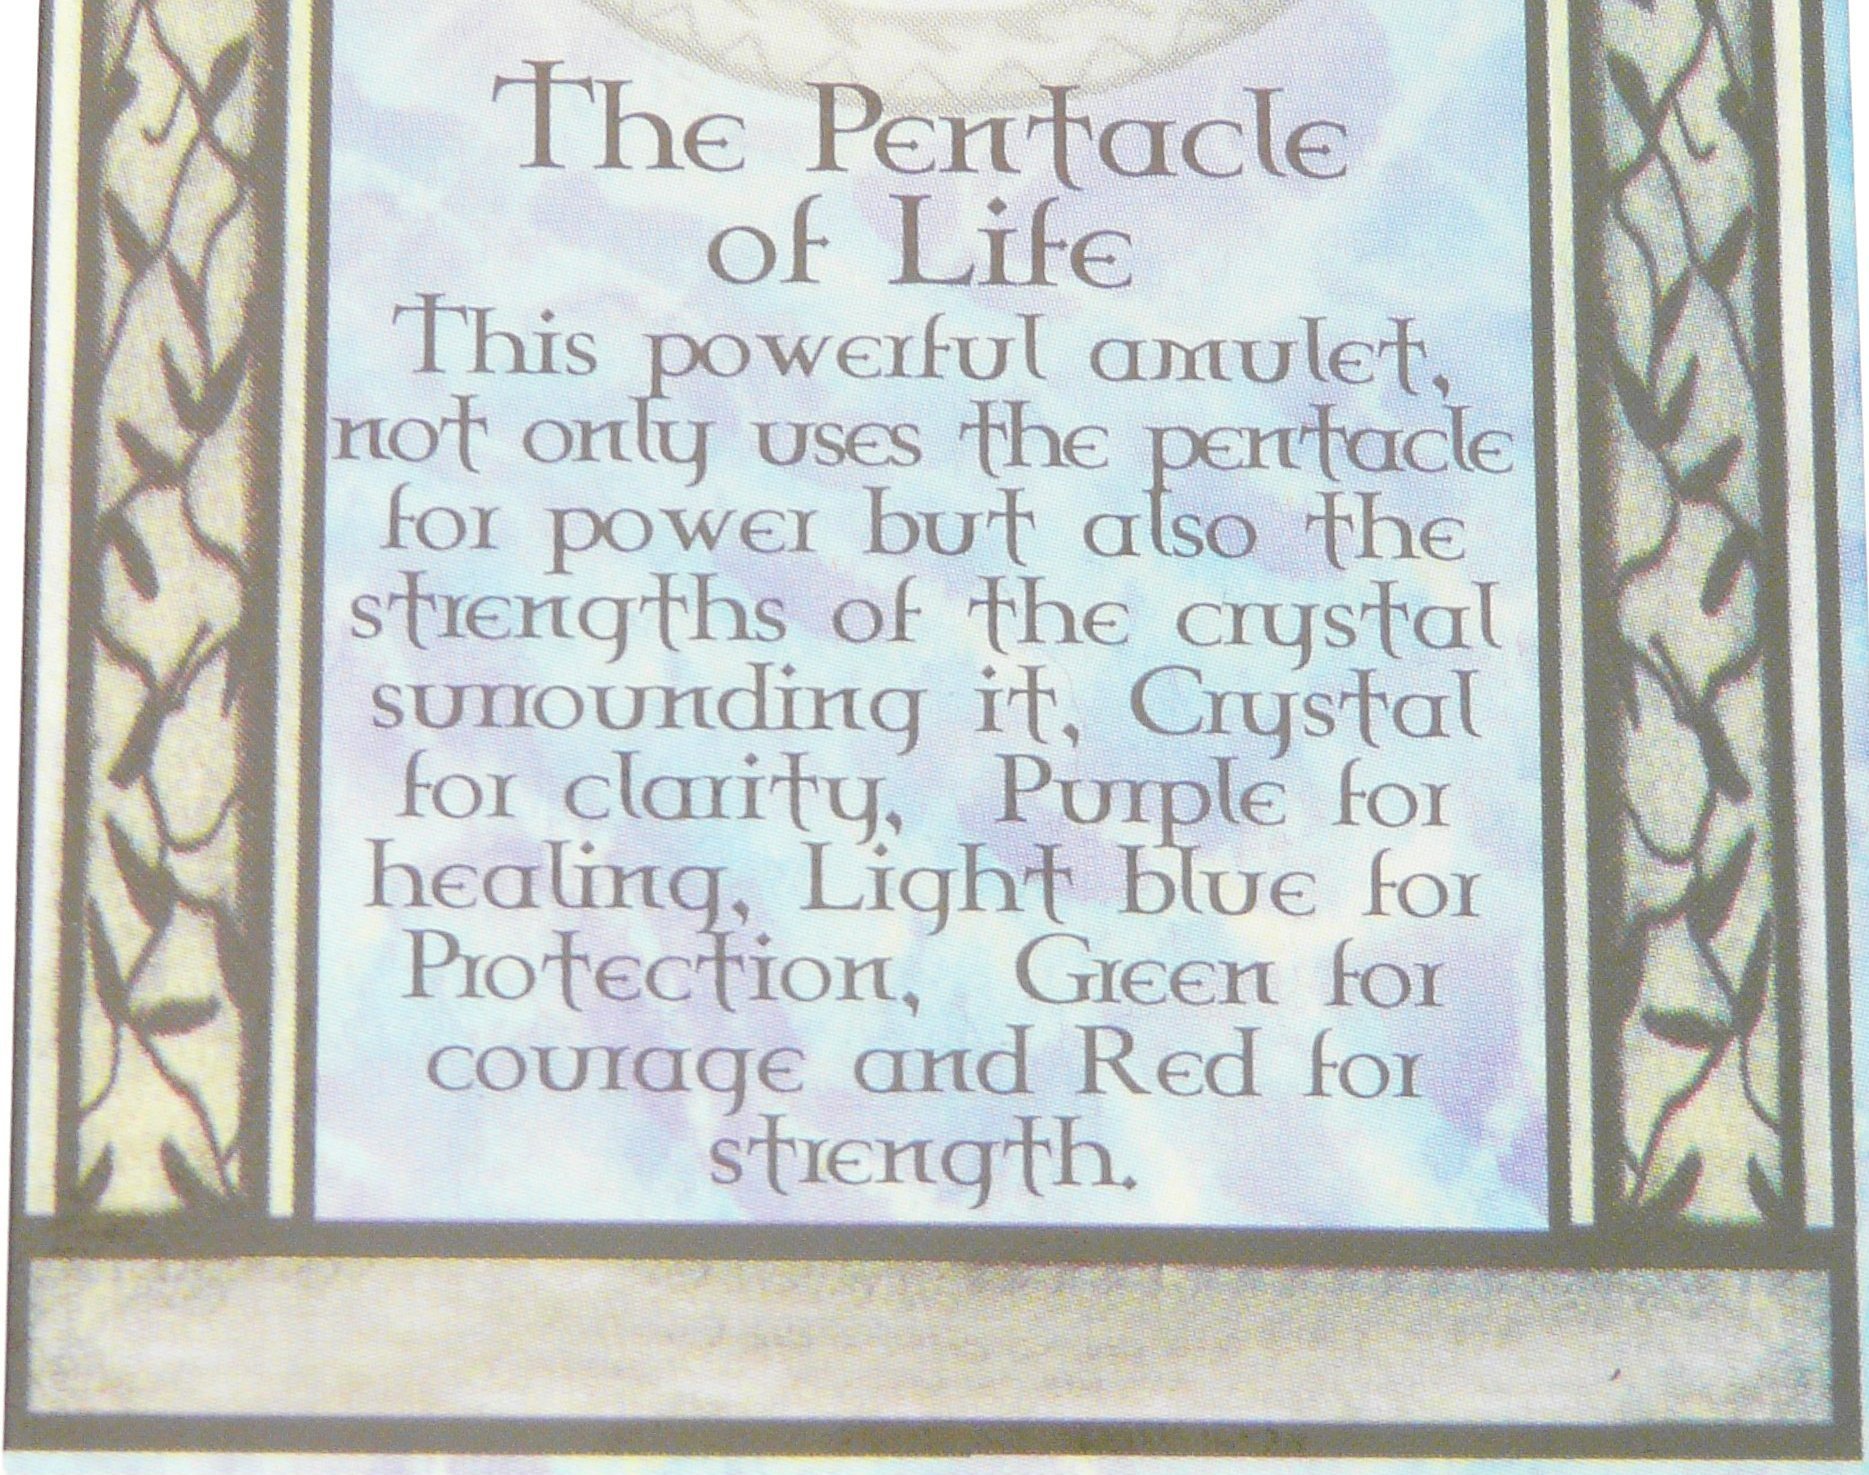 The Pentacle
of Life
This powerful amulet,
not only uses the pentacle
for power but also the
strengths of the crystal
surrounding it, Crystal
for clarity, Purple for
healing, Light blue for
Protection, Green for
courage and Red for
strength.